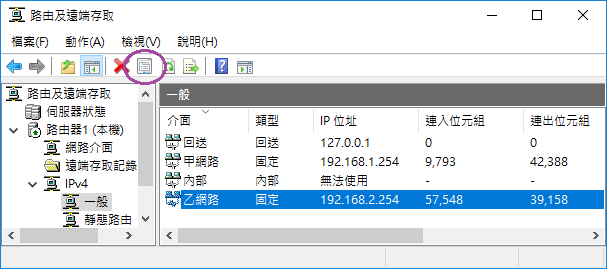 路由及遠端存取
檔案(F) 動作(A) 檢視(V) 說明(H)
路由及遠端存取
伺服器狀態
路由器1 (本機)
網路介面
遠端存取記錄
IPv4
一般
靜態路由
一般
介面 類型 IP 位址 連入位元組 連出位元組
回送 回送 127.0.0.1 0 0
甲網路 固定 192.168.1.254 9,793 42,388
內部 內部 無法使用 - -
乙網路 固定 192.168.2.254 57,548 39,158